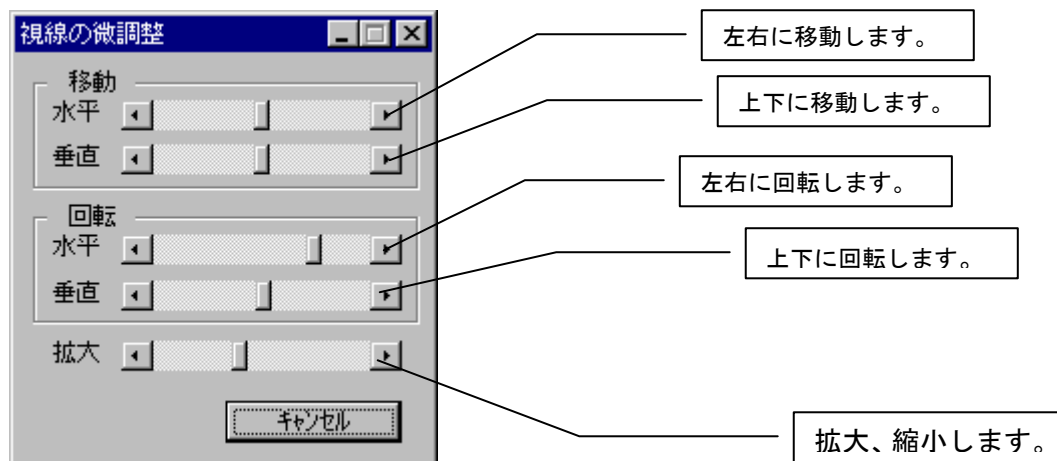 視線の微調整
移動
水平
垂直
回転
水平
垂直
拡大
キャンセル
左右に移動します。
上下に移動します。
左右に回転します。
上下に回転します。
拡大、縮小します。